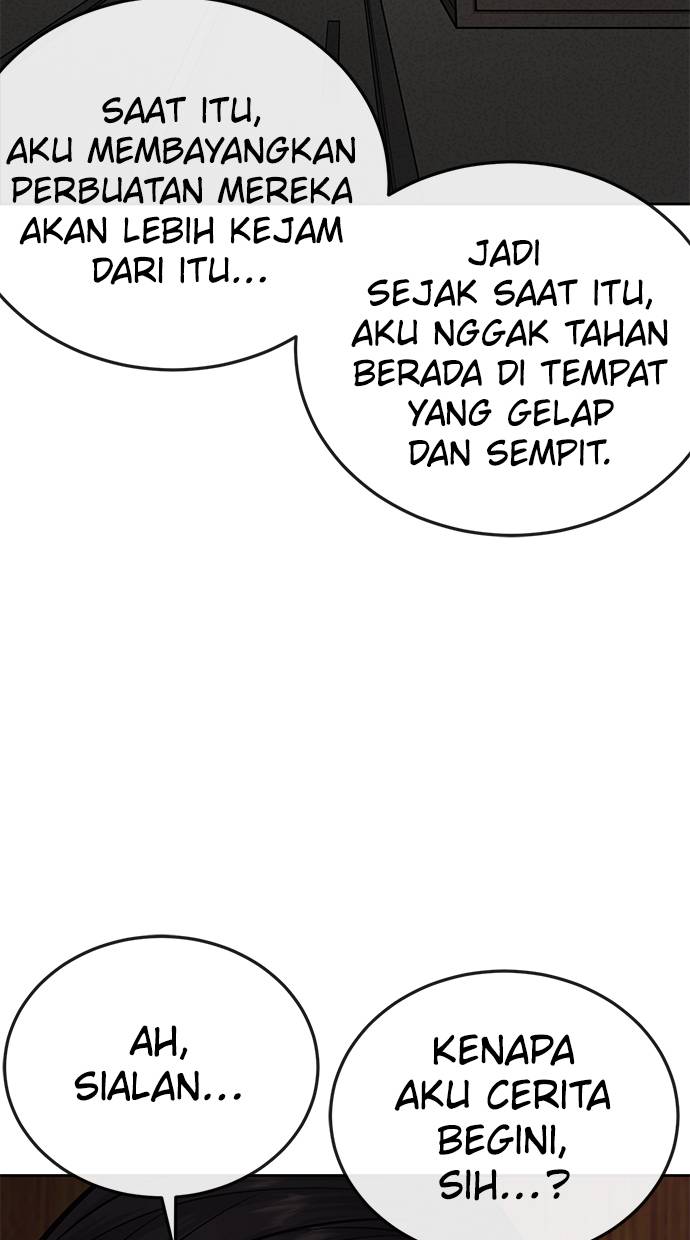 SAAT ITU,
AKU MEMBAYANGKAN
PERBUATAN MEREKA
AKAN LEBIH KEJAM
DARI ITU...
JADI
SEJAK SAAT ITU,
AKU NGGAK TAHAN
BERADA DI TEMPAT
YANG GELAP
DAN SEMPIT.
AH,
SIALAN...
KENAPA
AKU CERITA
BEGINI,
SIH...?